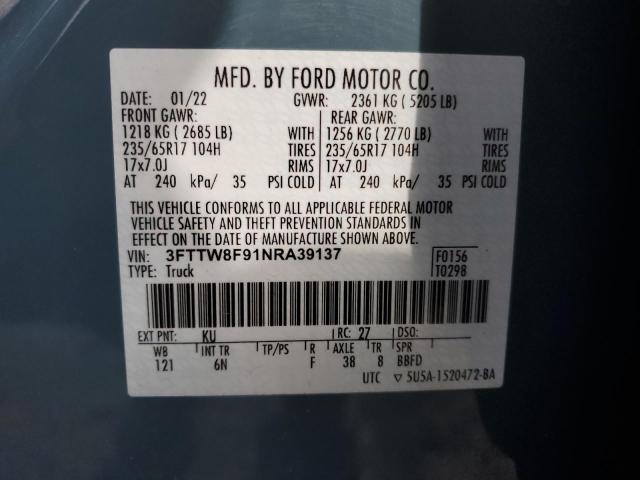 MFD. BY FORD MOTOR CO.
DATE: 01/22 GVWR: 2361 KG ( 5205 LB)
FRONT GAWR: REAR GAWR:
1218 KG ( 2685 LB) WITH 1256 KG ( 2770 LB) WITH
235/65R17 104H TIRES 235/65R17 104H TIRES
17x7.0J RIMS 17x7.0J RIMS
AT 240 kPa/ 35 PSI COLD AT 240 kPa/ 35 PSI COLD
THIS VEHICLE CONFORMS TO ALL APPLICABLE FEDERAL MOTOR
VEHICLE SAFETY AND THEFT PREVENTION STANDARDS IN
EFFECT ON THE DATE OF MANUFACTURE SHOWN ABOVE.
VIN: 3FTTW8F91NRA39137 F0156
TYPE: Truck T0298
EXT PNT: KU RC: 27 DSO:
WB INT TR TP/PS R AXLE TR SPR
121 6N F 38 8 BBFD
UTC ▽ 5U5A-1520472-BA